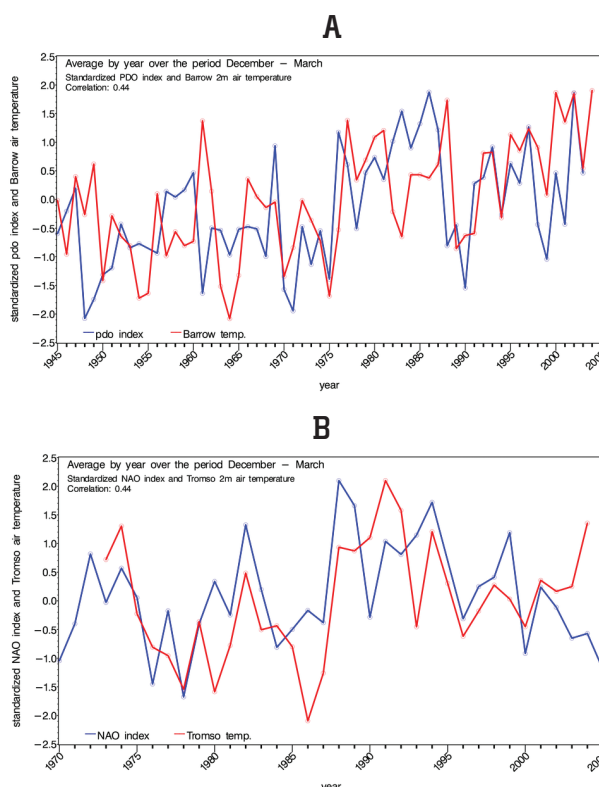 A
Average by year over the period December – March
Standardized PDO index and Barrow 2m air temperature
Correlation: 0.44
standardized pdo index and Barrow air temperature
2.5
2.0
1.5
1.0
0.5
0.0
−0.5
−1.0
−1.5
−2.0
−2.5
pdo index
Barrow temp.
1945 1950 1955 1960 1965 1970 1975 1980 1985 1990 1995 2000
year
B
Average by year over the period December – March
Standardized NAO index and Tromso 2m air temperature
Correlation: 0.44
standardized NAO index and Tromso air temperature
2.5
2.0
1.5
1.0
0.5
0.0
−0.5
−1.0
−1.5
−2.0
−2.5
NAO index
Tromso temp.
1970 1975 1980 1985 1990 1995 2000